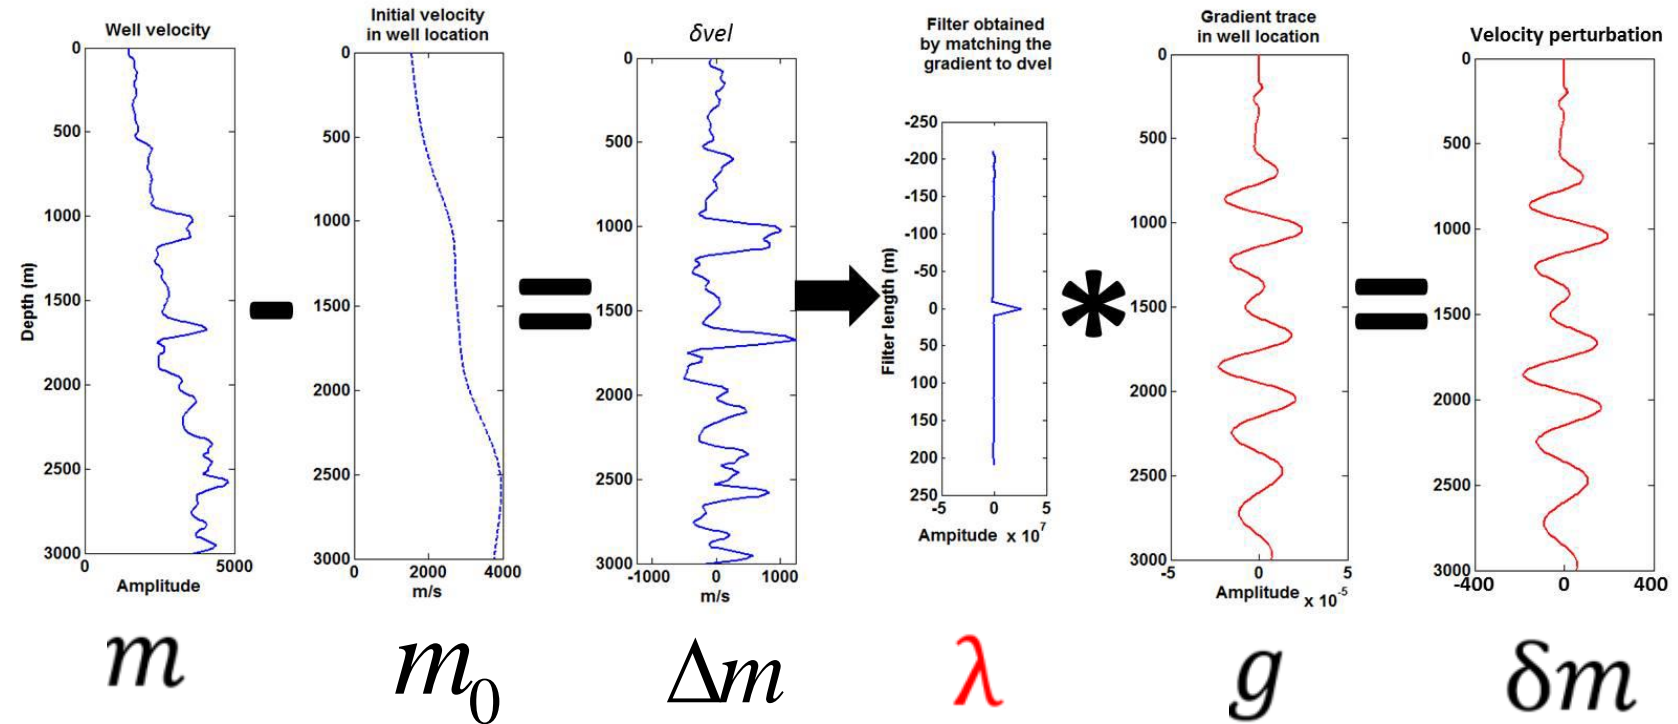 Well velocity
0
500
1000
1500
2000
2500
3000
Depth (m)
0
5000
Amplitude
m
Initial velocity
in well location
0
500
1000
1500
2000
2500
3000
0
2000
4000
m/s
m0
δvel
0
500
1000
1500
2000
2500
3000
-1000
0
1000
m/s
Δm
Filter obtained
by matching the
gradient to dvel
-250
-200
-150
-100
-50
0
50
100
150
200
250
Filter length (m)
-5
0
5
Ampitude x 10^7
λ
*
Gradient trace
in well location
0
500
1000
1500
2000
2500
3000
-5
0
5
Amplitude x 10^-5
g
=
Velocity perturbation
0
500
1000
1500
2000
2500
3000
-400
0
400
δm